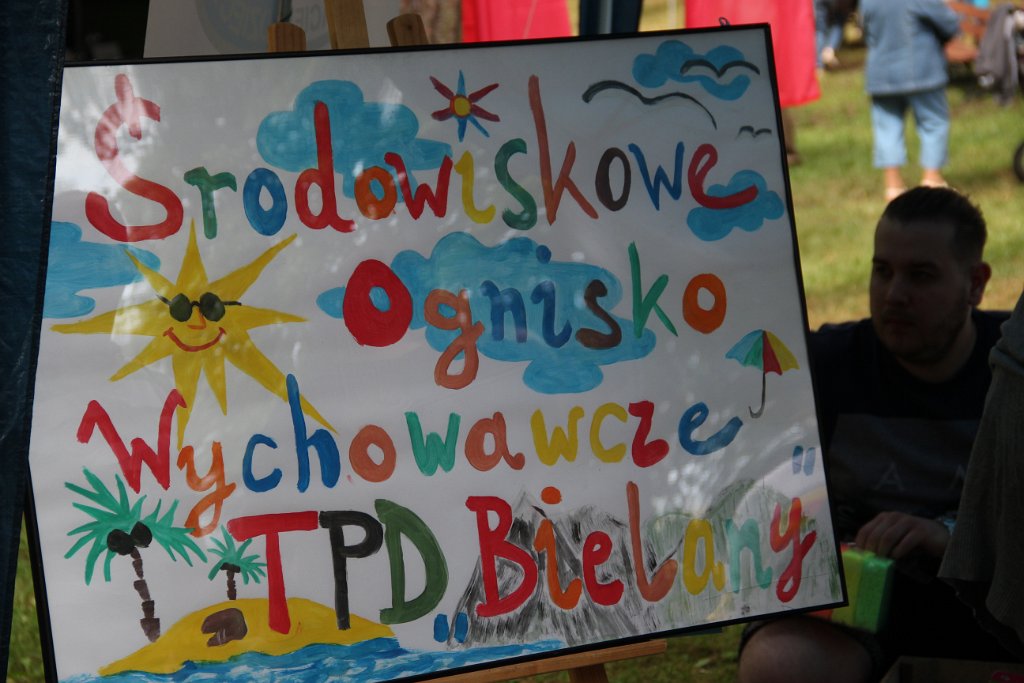 Środowiskowe
Ognisko
Wychowawcze
TPD „Bielany"